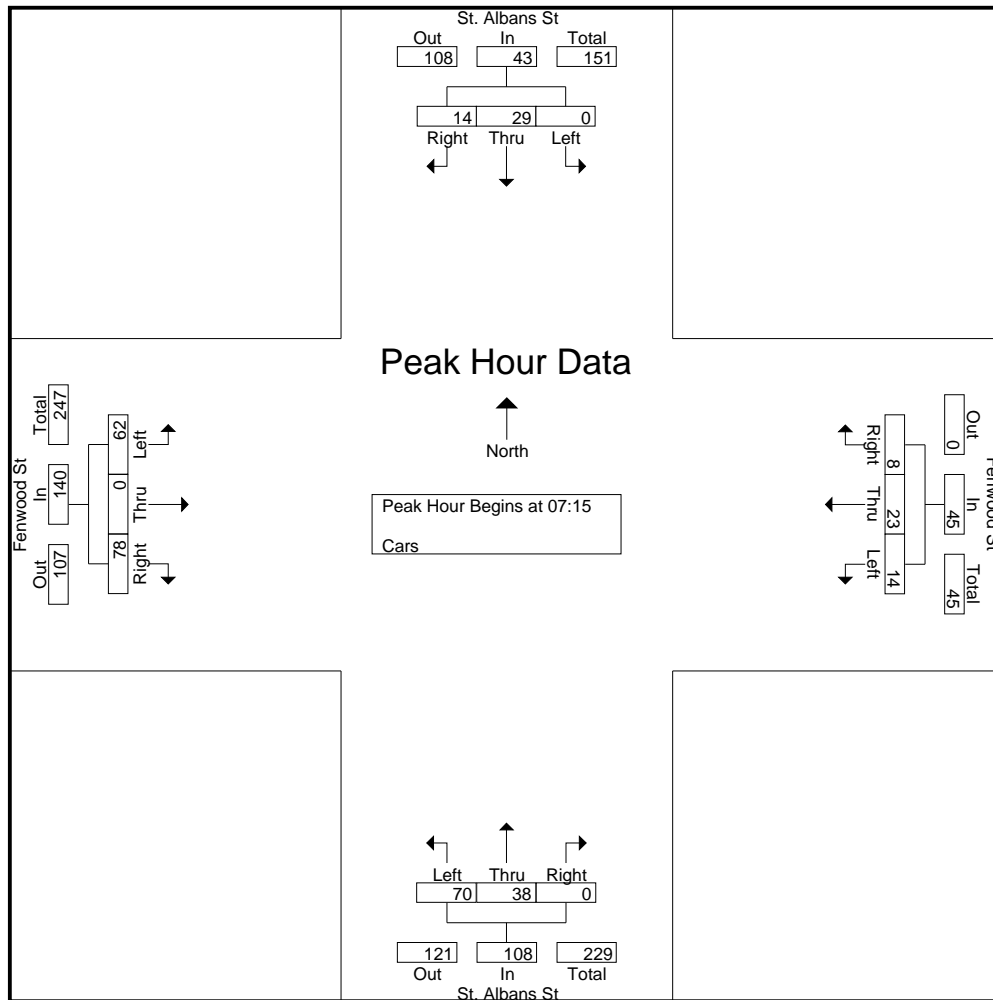 St. Albans St
Out In Total
108 43 151
14 29 0
Right Thru Left
Peak Hour Data
North
Peak Hour Begins at 07:15
Cars
Fenwood St
Total In Out
247 140 107
62 0 78
Left Thru Right
Right Thru Left
8 23 14
Out In Total
0 45 45
Fenwood St
Left Thru Right
70 38 0
121 108 229
Out In Total
St. Albans St